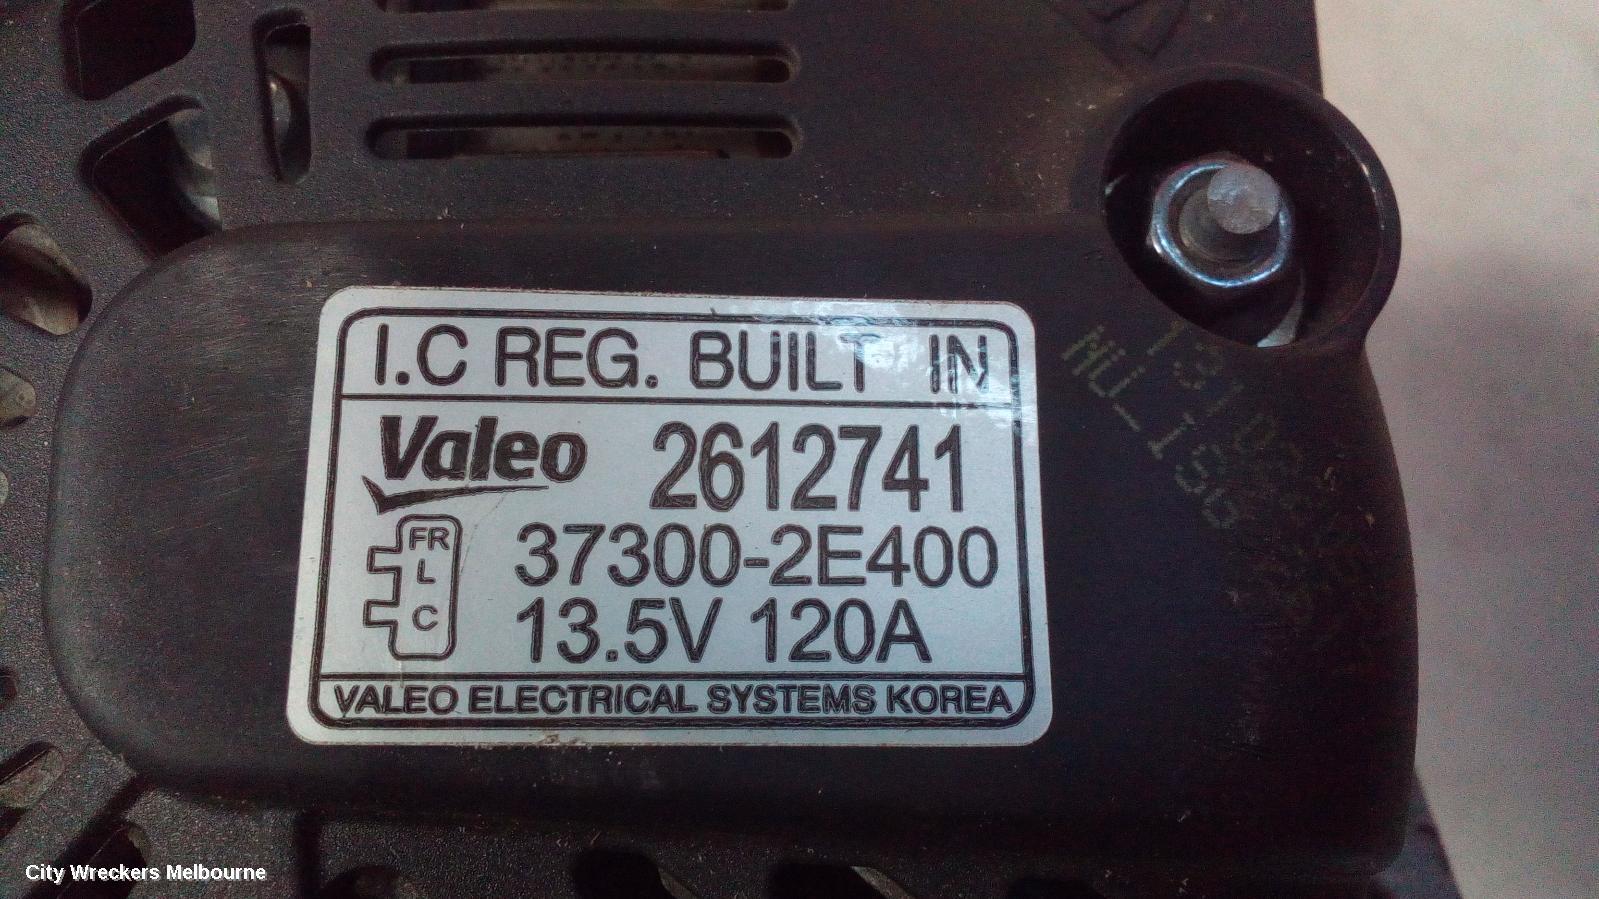 I.C REG. BUILT IN
Valeo 2612741
FR
L
C
37300-2E400
13.5V 120A
VALEO ELECTRICAL SYSTEMS KOREA
City Wreckers Melbourne